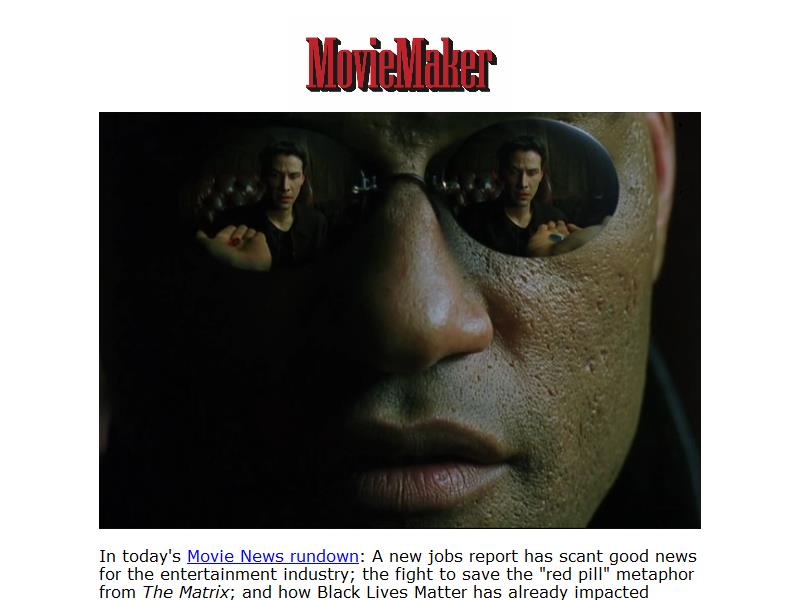 MovieMaker
In today's Movie News rundown: A new jobs report has scant good news
for the entertainment industry; the fight to save the "red pill" metaphor
from The Matrix; and how Black Lives Matter has already impacted